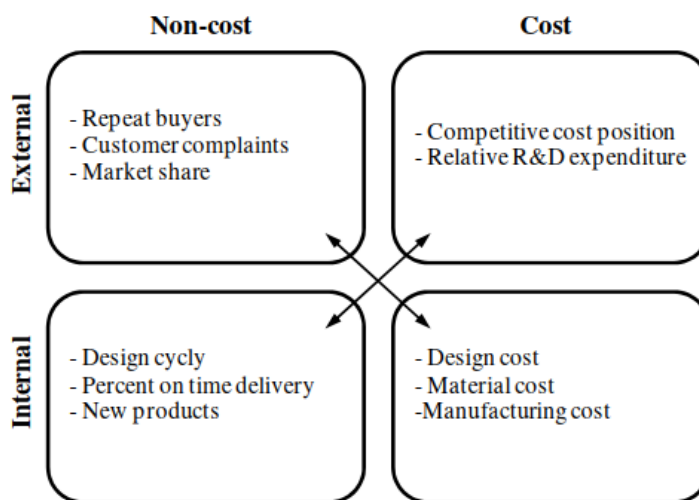 Non-cost
Cost
External
- Repeat buyers
- Customer complaints
- Market share
- Competitive cost position
- Relative R&D expenditure
Internal
- Design cycly
- Percent on time delivery
- New products
- Design cost
- Material cost
-Manufacturing cost